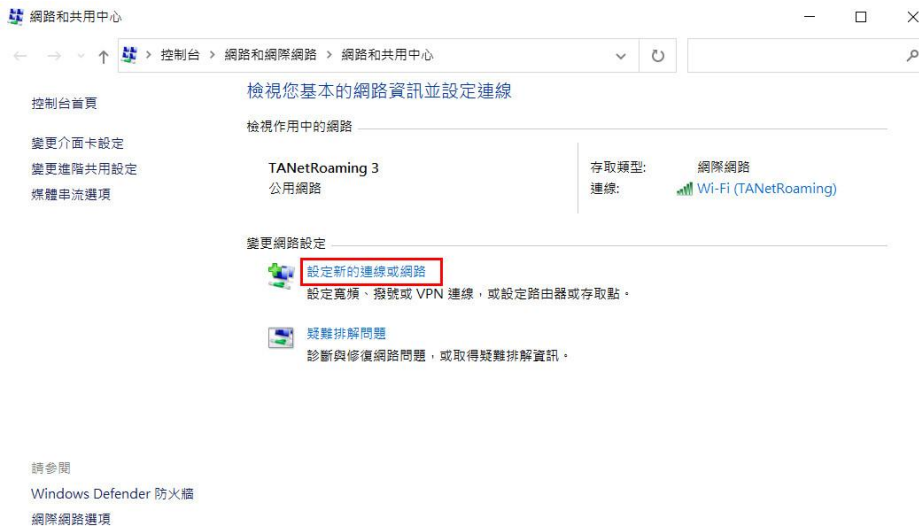 網路和共用中心
控制台 › 網路和網際網路 › 網路和共用中心
控制台首頁
變更介面卡設定
變更進階共用設定
媒體串流選項
檢視您基本的網路資訊並設定連線
檢視作用中的網路
TANetRoaming 3
公用網路
存取類型: 網際網路
連線: Wi-Fi (TANetRoaming)
變更網路設定
設定新的連線或網路
設定寬頻、撥號或 VPN 連線，或設定路由器或存取點。
疑難排解問題
診斷與修復網路問題，或取得疑難排解資訊。
請參閱
Windows Defender 防火牆
網際網路選項